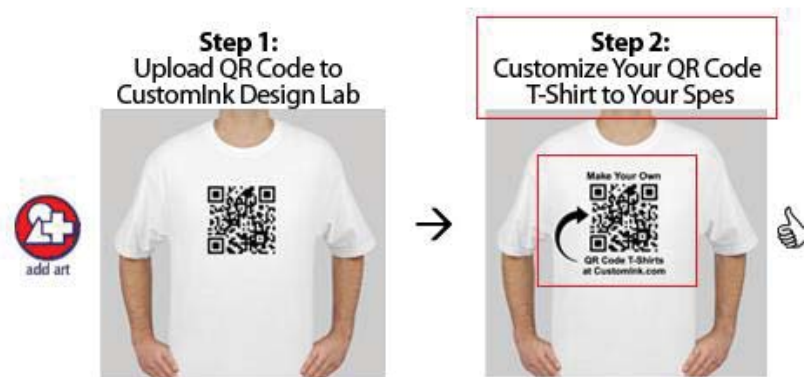 Step 1:
Upload QR Code to
CustomInk Design Lab
Step 2:
Customize Your QR Code
T-Shirt to Your Spes
add art
Make Your Own
QR Code T-Shirts
at CustomInk.com